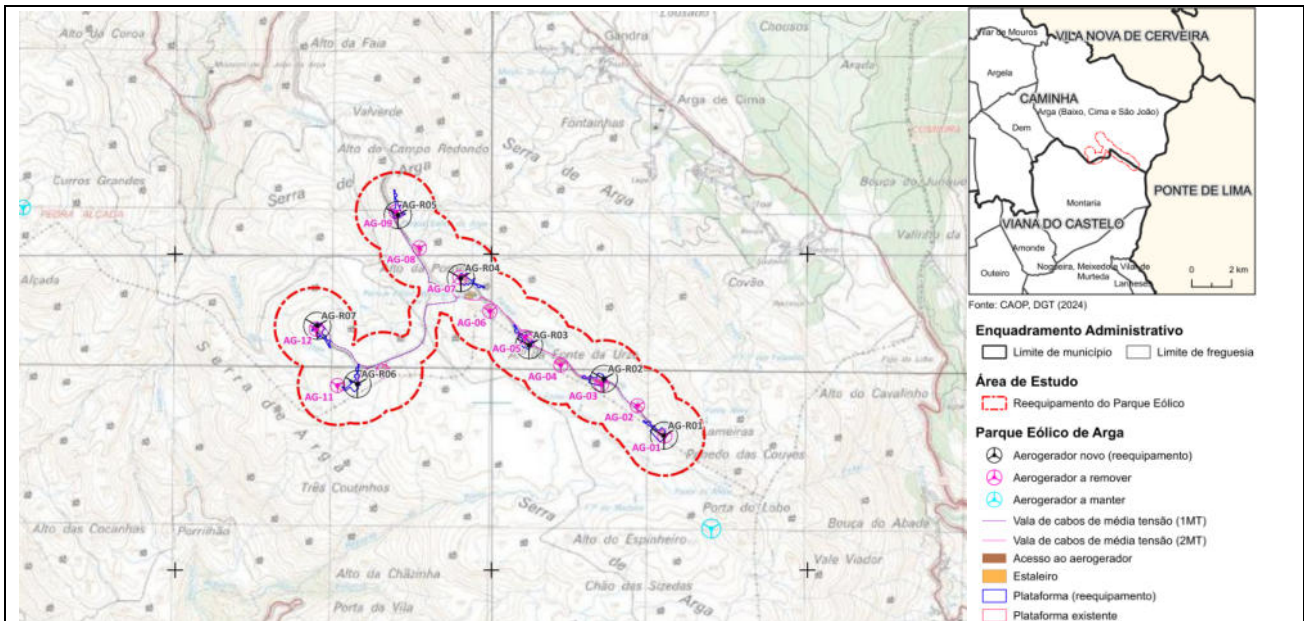 Alto da Coroa
Alto da Faia
Lousado
Chousos
Gandra
Arada
Valverde
Arga de Cima
Fontainhas
Alto do Campo Redondo
Serra de Arga
Serra de Arga
Curros Grandes
PEDRA ALÇADA
Alçada
AG-R05
AG-09
AG-08
AG-R04
AG-07
AG-06
Covão
AG-R07
AG-12
AG-R03
AG-05
AG-04
AG-R02
AG-03
AG-R06
AG-11
AG-02
AG-R01
AG-01
Alto do Cavalinho
Penedo das Couves
Serra de Arga
Três Coutinhos
Porta do Lobo
Alto das Cocanhas
Porrilhão
Alto do Espinheiro
Bouça do Abade
Serra de Arga
Vale Viador
Alto da Chãzinha
Chão das Sizedas
Porta da Vila
Vilar de Mouros
VILA NOVA DE CERVEIRA
Argela
CAMINHA
Arga (Baixo, Cima e São João)
Dem
PONTE DE LIMA
Montaria
VIANA DO CASTELO
Amonde
Outeiro
Nogueira, Meixedo e Vilar de
Murteda
Lanheses
0 2 km
Fonte: CAOP, DGT (2024)
Enquadramento Administrativo
Limite de município Limite de freguesia
Área de Estudo
Reequipamento do Parque Eólico
Parque Eólico de Arga
Aerogerador novo (reequipamento)
Aerogerador a remover
Aerogerador a manter
Vala de cabos de média tensão (1MT)
Vala de cabos de média tensão (2MT)
Acesso ao aerogerador
Estaleiro
Plataforma (reequipamento)
Plataforma existente